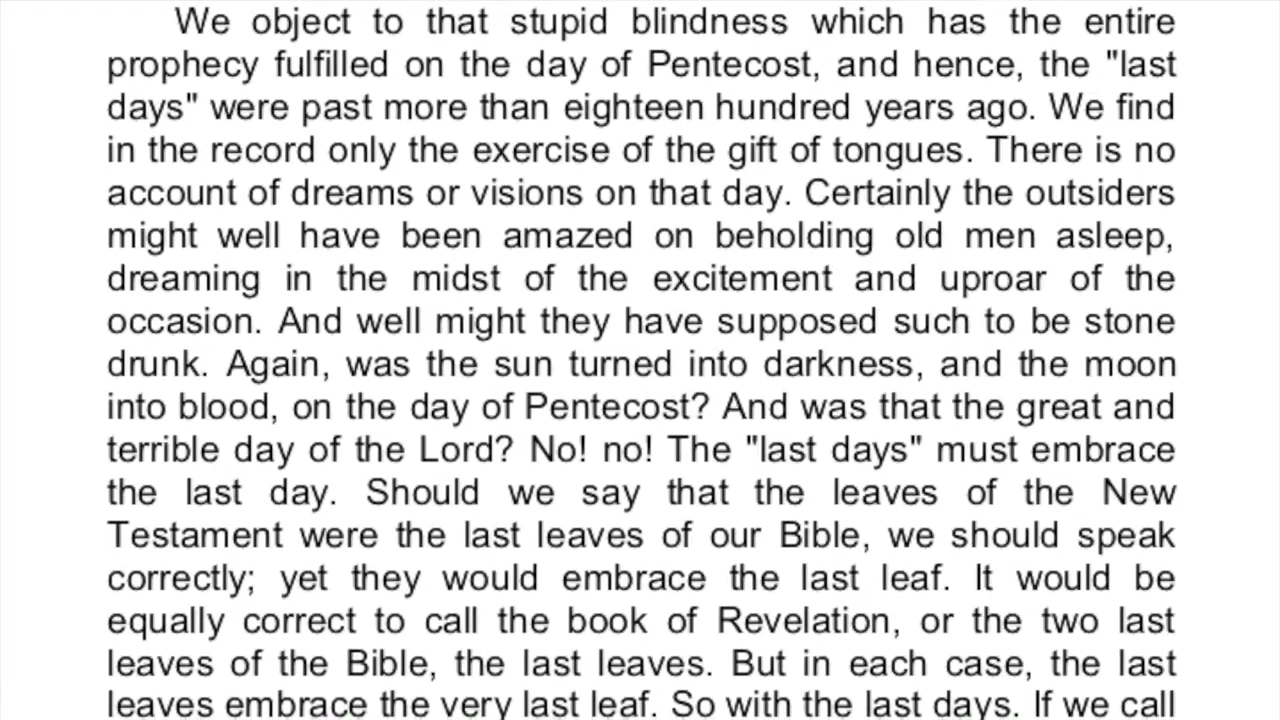 We object to that stupid blindness which has the entire
prophecy fulfilled on the day of Pentecost, and hence, the "last
days" were past more than eighteen hundred years ago. We find
in the record only the exercise of the gift of tongues. There is no
account of dreams or visions on that day. Certainly the outsiders
might well have been amazed on beholding old men asleep,
dreaming in the midst of the excitement and uproar of the
occasion. And well might they have supposed such to be stone
drunk. Again, was the sun turned into darkness, and the moon
into blood, on the day of Pentecost? And was that the great and
terrible day of the Lord? No! no! The "last days" must embrace
the last day. Should we say that the leaves of the New
Testament were the last leaves of our Bible, we should speak
correctly; yet they would embrace the last leaf. It would be
equally correct to call the book of Revelation, or the two last
leaves of the Bible, the last leaves. But in each case, the last
leaves embrace the very last leaf. So with the last days. If we call